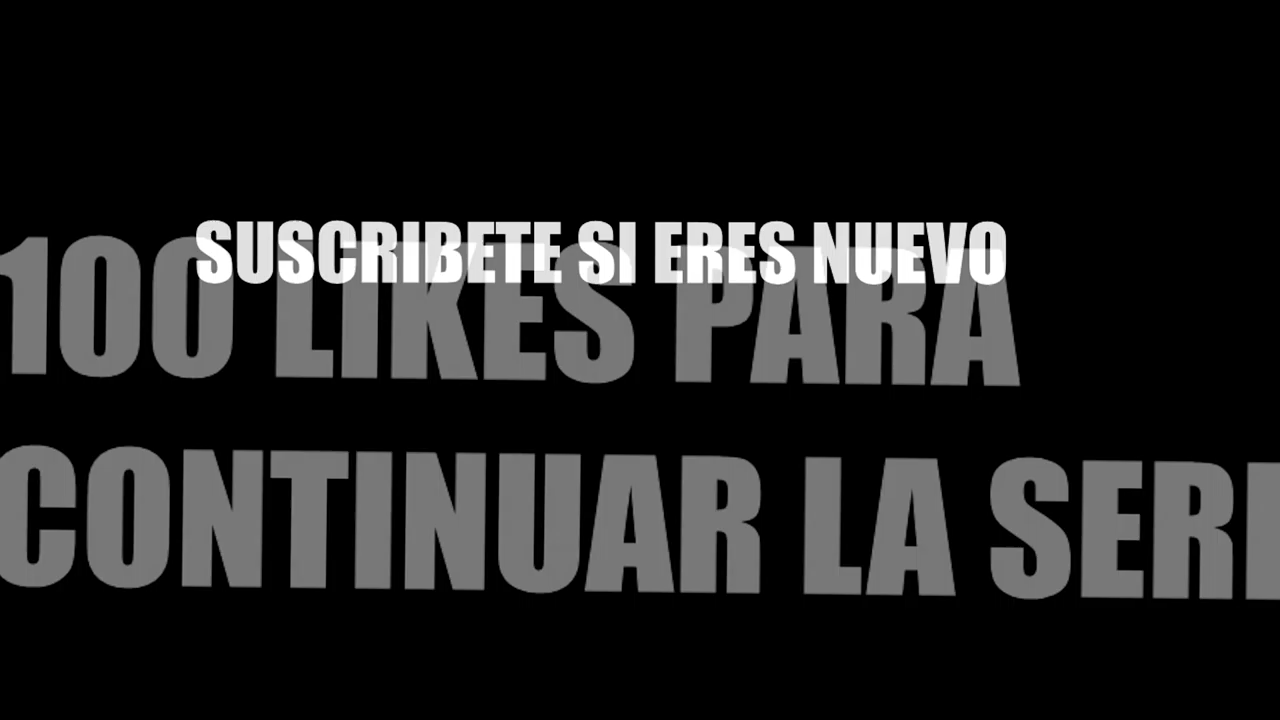 SUSCRIBETE SI ERES NUEVO
100 LIKES PARA
CONTINUAR LA SERI